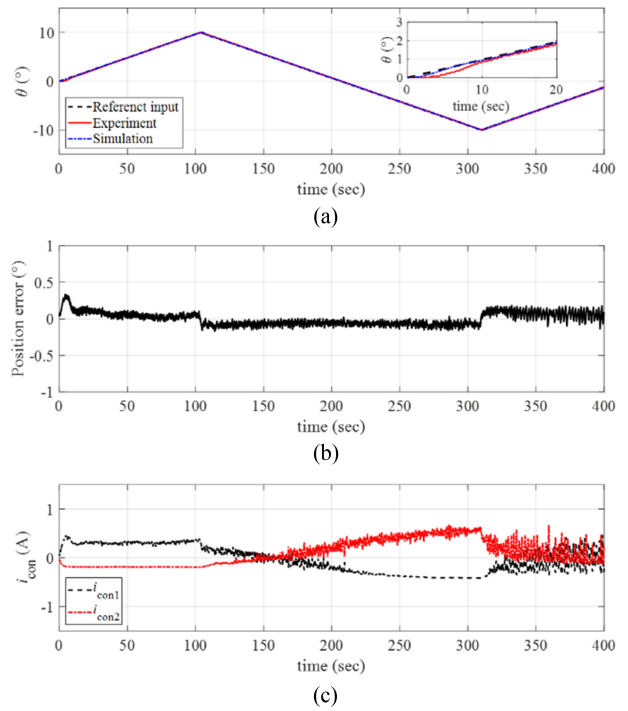 (a)
10
0
-10
θ (°)
Referenct input
Experiment
Simulation
3
2
1
0
θ (°)
0 10 20
time (sec)
0 50 100 150 200 250 300 350 400
time (sec)
(a)
1
0.5
0
-0.5
-1
Position error (°)
0 50 100 150 200 250 300 350 400
time (sec)
(b)
1
0
-1
i_con (A)
i_con1
i_con2
0 50 100 150 200 250 300 350 400
time (sec)
(c)